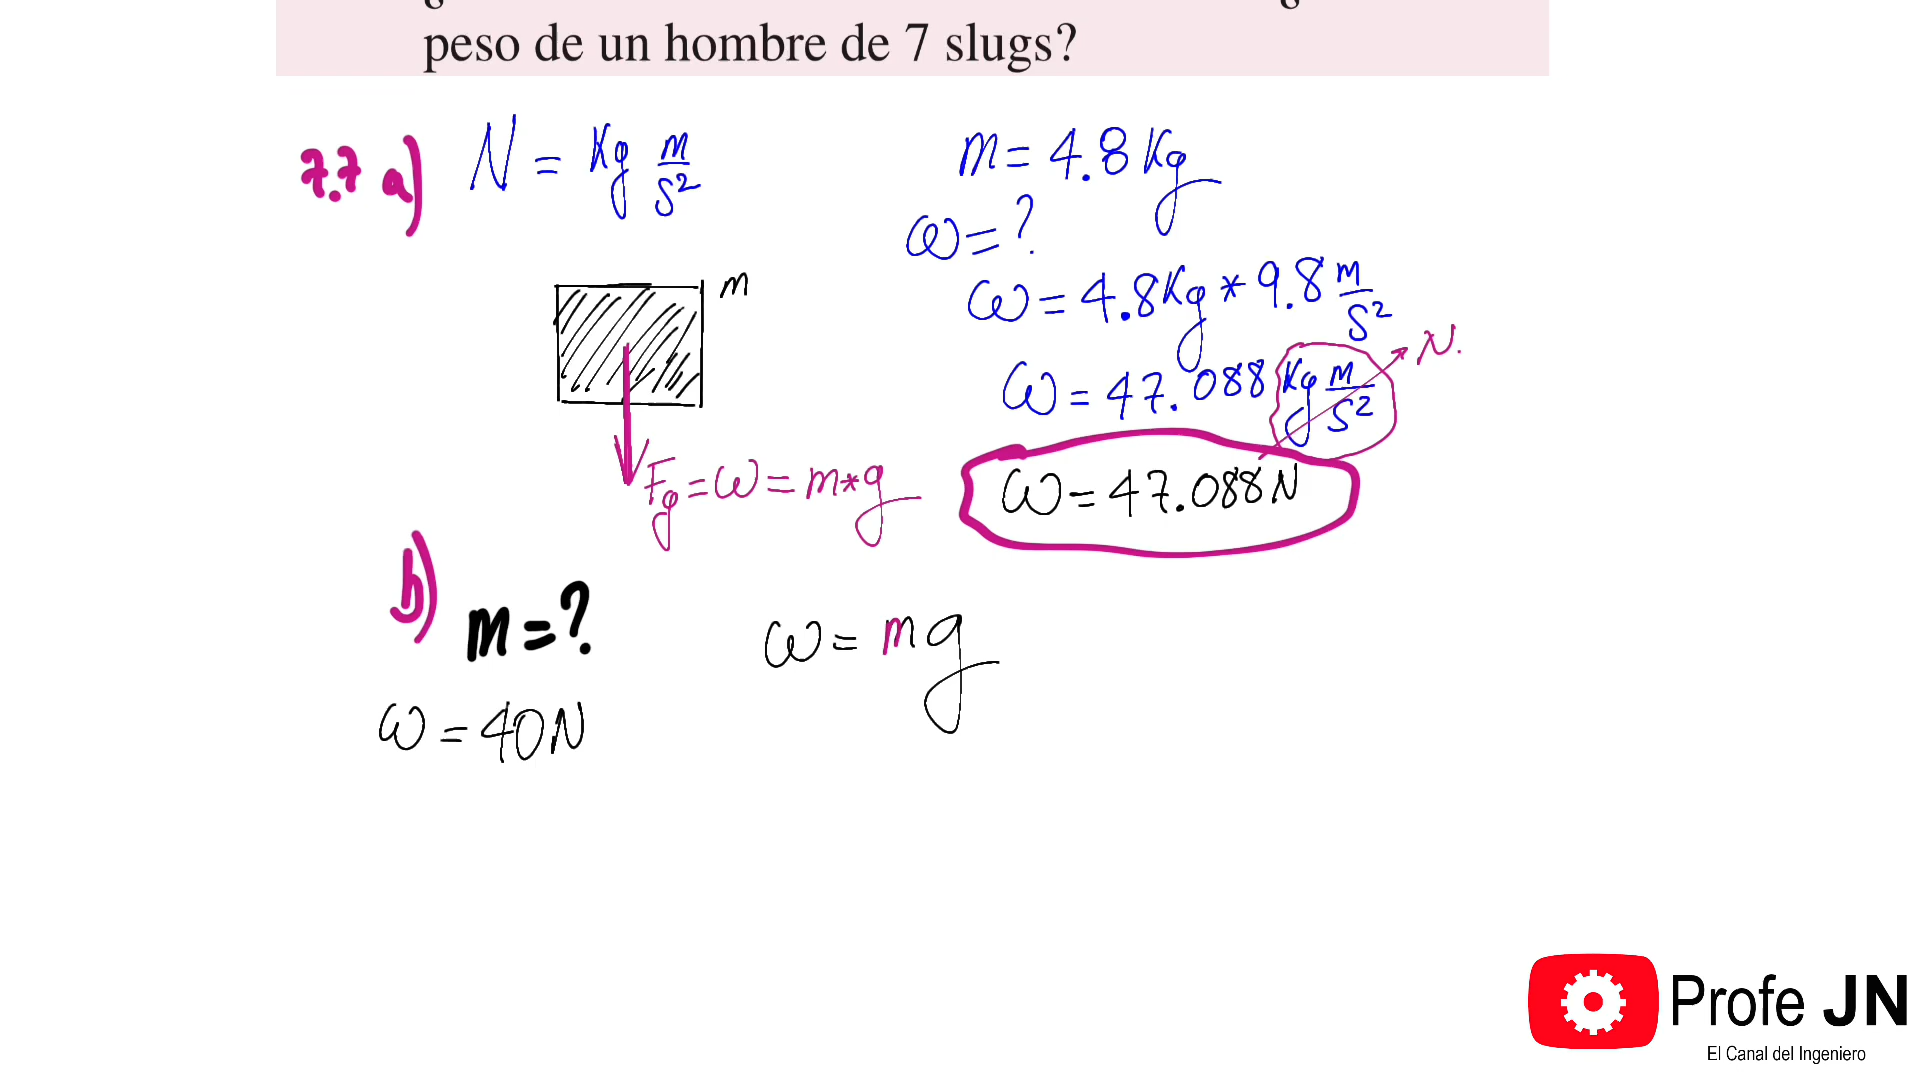 peso de un hombre de 7 slugs?
7.7 a) N = Kg m/s²
m = 4.8 Kg
ω = ?
m
ω = 4.8 Kg * 9.8 m/s²
N.
ω = 47.088 Kg m/s²
Fg = ω = m*g
ω = 47.088 N
b) m = ?
ω = mg
ω = 40 N
Profe JN
El Canal del Ingeniero